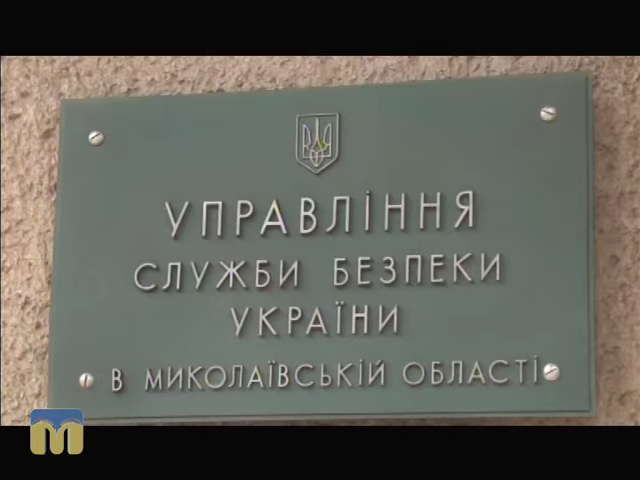 УПРАВЛІННЯ
СЛУЖБИ БЕЗПЕКИ
УКРАЇНИ
В МИКОЛАЇВСЬКІЙ ОБЛАСТІ
М